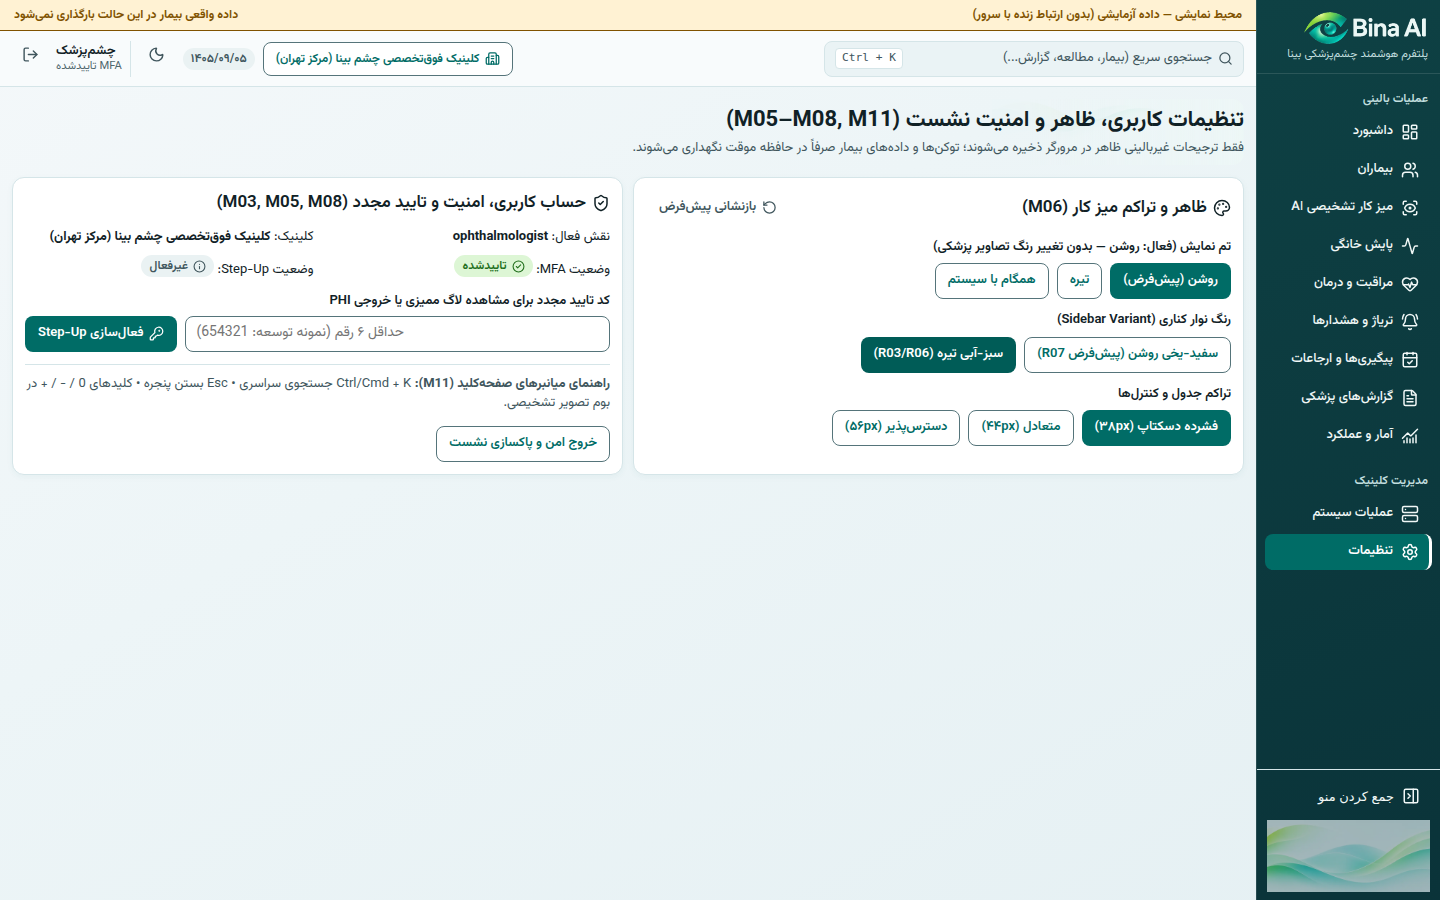 محیط نمایشی — داده آزمایشی (بدون ارتباط زنده با سرور)
داده واقعی بیمار در این حالت بارگذاری نمی‌شود
Bina AI
پلتفرم هوشمند چشم‌پزشکی بینا
عملیات بالینی
داشبورد
بیماران
میز کار تشخیصی AI
پایش خانگی
مراقبت و درمان
تریاژ و هشدارها
پیگیری‌ها و ارجاعات
گزارش‌های پزشکی
آمار و عملکرد
مدیریت کلینیک
عملیات سیستم
تنظیمات
جمع کردن منو
جستجوی سریع (بیمار، مطالعه، گزارش...)
Ctrl + K
کلینیک فوق‌تخصصی چشم بینا (مرکز تهران)
۱۴۰۵/۰۹/۰۵
چشم‌پزشک
MFA تاییدشده
تنظیمات کاربری، ظاهر و امنیت نشست (M05–M08, M11)
فقط ترجیحات غیربالینی ظاهر در مرورگر ذخیره می‌شوند؛ توکن‌ها و داده‌های بیمار صرفاً در حافظه موقت نگهداری می‌شوند.
ظاهر و تراکم میز کار (M06)
بازنشانی پیش‌فرض
تم نمایش (فعال: روشن — بدون تغییر رنگ تصاویر پزشکی)
روشن (پیش‌فرض)
تیره
همگام با سیستم
رنگ نوار کناری (Sidebar Variant)
سفید-یخی روشن (پیش‌فرض R07)
سبز-آبی تیره (R03/R06)
تراکم جدول و کنترل‌ها
فشرده دسکتاپ (۳۸px)
متعادل (۴۴px)
دسترس‌پذیر (۵۶px)
حساب کاربری، امنیت و تایید مجدد (M03, M05, M08)
نقش فعال: ophthalmologist
کلینیک: کلینیک فوق‌تخصصی چشم بینا (مرکز تهران)
وضعیت MFA: تاییدشده
وضعیت Step-Up: غیرفعال
کد تایید مجدد برای مشاهده لاگ ممیزی یا خروجی PHI
حداقل ۶ رقم (نمونه توسعه: 654321)
فعال‌سازی Step-Up
راهنمای میانبرهای صفحه‌کلید (M11): Ctrl/Cmd + K جستجوی سراسری • Esc بستن پنجره • کلیدهای 0 / - / + در
بوم تصویر تشخیصی.
خروج امن و پاکسازی نشست